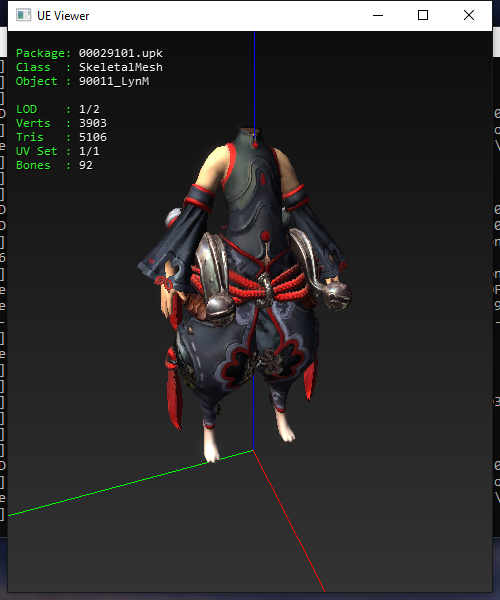 UE Viewer
Package: 00029101.upk
Class : SkeletalMesh
Object : 90011_LynM
LOD : 1/2
Verts : 3903
Tris : 5106
UV Set : 1/1
Bones : 92